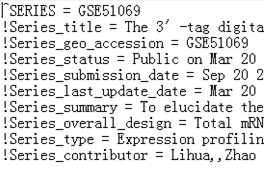 ^SERIES = GSE51069
!Series_title = The 3′-tag digita
!Series_geo_accession = GSE51069
!Series_status = Public on Mar 20
!Series_submission_date = Sep 20 2
!Series_last_update_date = Mar 20
!Series_summary = To elucidate the
!Series_overall_design = Total mRN
!Series_type = Expression profilin
!Series_contributor = Lihua,,Zhao